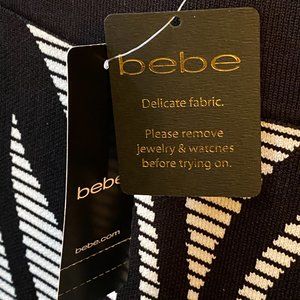 bebe
Delicate fabric.
Please remove
jewelry & watches
before trying on.
bebe
bebe.com